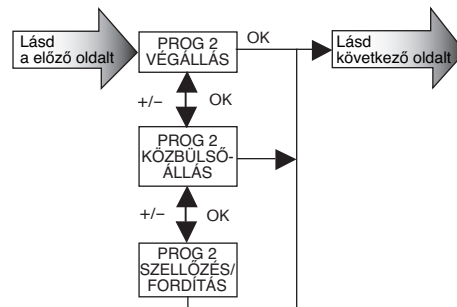 Lásd
a előző oldalt
PROG 2
VÉGÁLLÁS
OK
Lásd
következő oldalt
+/− OK
PROG 2
KÖZBÜLSŐ-
ÁLLÁS
+/− OK
PROG 2
SZELLŐZÉS/
FORDÍTÁS